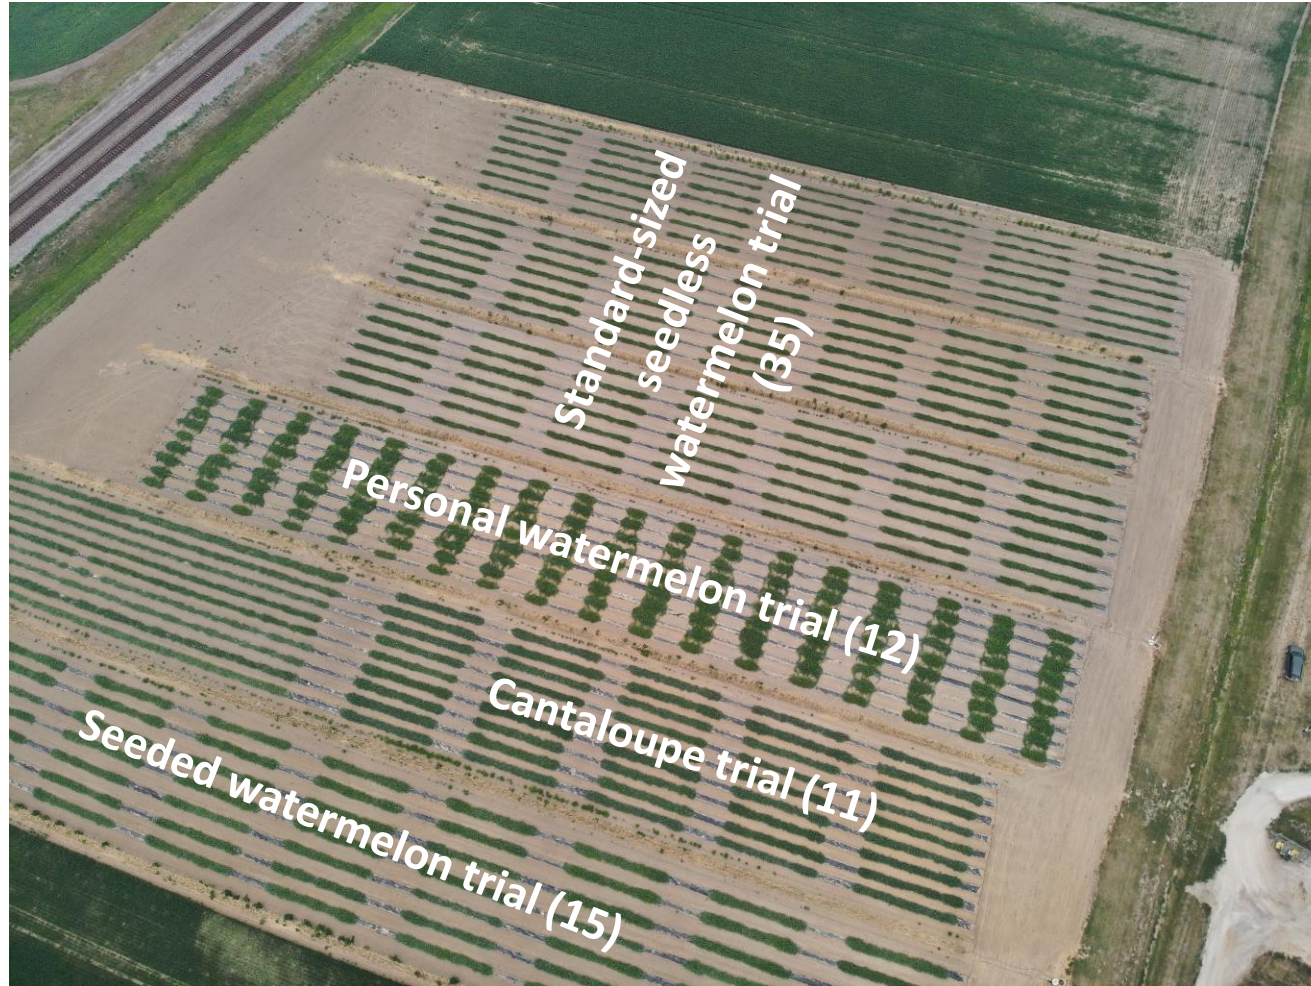 Standard-sized
seedless
watermelon trial
(35)
Personal watermelon trial (12)
Cantaloupe trial (11)
Seeded watermelon trial (15)